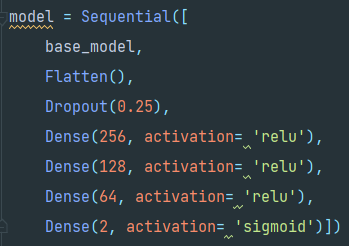 model = Sequential([
    base_model,
    Flatten(),
    Dropout(0.25),
    Dense(256, activation= 'relu'),
    Dense(128, activation= 'relu'),
    Dense(64, activation= 'relu'),
    Dense(2, activation= 'sigmoid')])